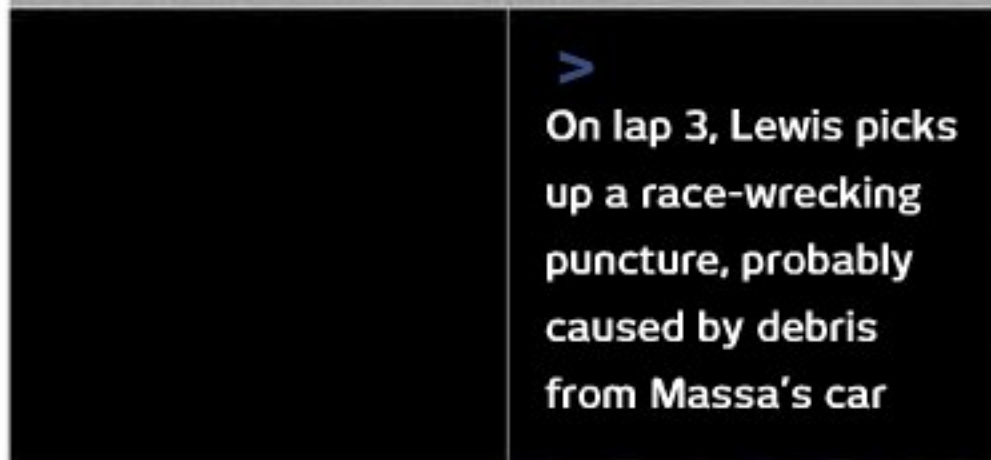 >
On lap 3, Lewis picks
up a race-wrecking
puncture, probably
caused by debris
from Massa's car